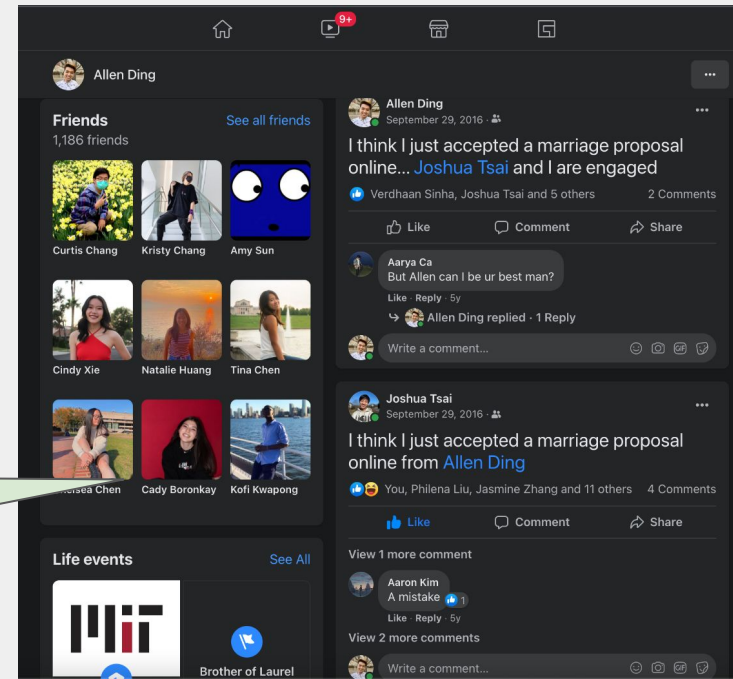 9+
Allen Ding
Friends
See all friends
1,186 friends
Curtis Chang
Kristy Chang
Amy Sun
Cindy Xie
Natalie Huang
Tina Chen
Chen
Cady Boronkay
Kofi Kwapong
Life events
See All
MIT
Brother of Laurel
Allen Ding
September 29, 2016 ·
I think I just accepted a marriage proposal
online... Joshua Tsai and I are engaged
Verdhaan Sinha, Joshua Tsai and 5 others
2 Comments
Like
Comment
Share
Aarya Ca
But Allen can I be ur best man?
Like · Reply · 5y
Allen Ding replied · 1 Reply
Write a comment...
GIF
Joshua Tsai
September 29, 2016 ·
I think I just accepted a marriage proposal
online from Allen Ding
You, Philena Liu, Jasmine Zhang and 11 others
4 Comments
Like
Comment
Share
View 1 more comment
Aaron Kim
A mistake
1
Like · Reply · 5y
View 2 more comments
Write a comment...
GIF